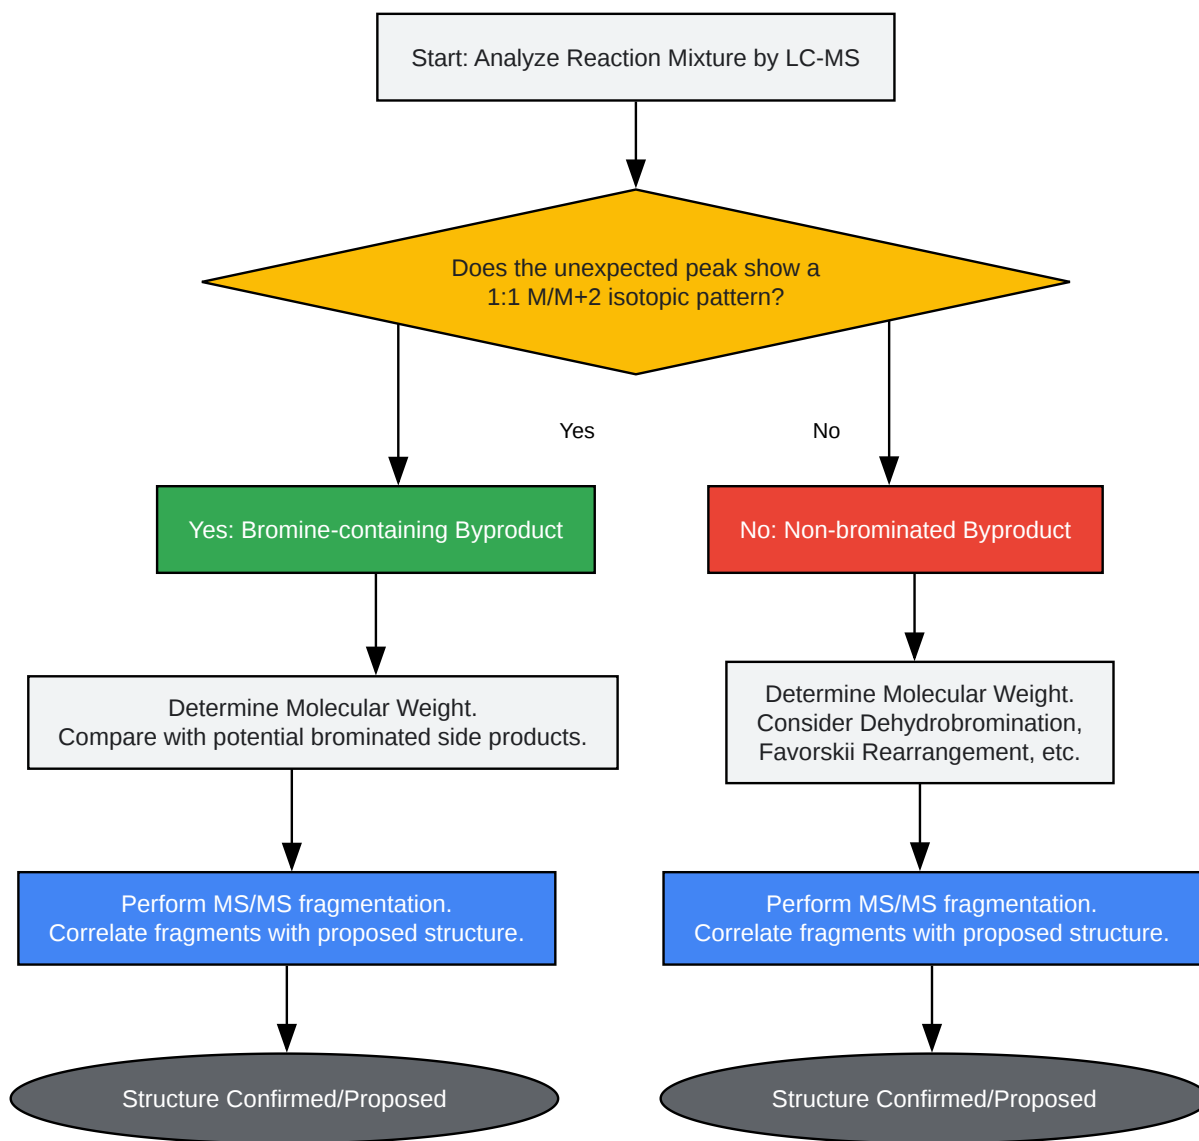 Start: Analyze Reaction Mixture by LC-MS
Does the unexpected peak show a
1:1 M/M+2 isotopic pattern?
Yes
No
Yes: Bromine-containing Byproduct
No: Non-brominated Byproduct
Determine Molecular Weight.
Compare with potential brominated side products.
Determine Molecular Weight.
Consider Dehydrobromination,
Favorskii Rearrangement, etc.
Perform MS/MS fragmentation.
Correlate fragments with proposed structure.
Perform MS/MS fragmentation.
Correlate fragments with proposed structure.
Structure Confirmed/Proposed
Structure Confirmed/Proposed